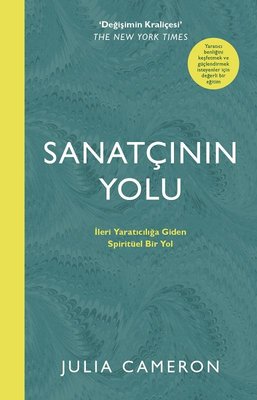 'Değişimin Kraliçesi'
THE NEW YORK TIMES
Yaratıcı
benliğini
keşfetmek ve
güçlendirmek
isteyenler için
değerli bir
eğitim
SANATÇININ
YOLU
İleri Yaratıcılığa Giden
Spiritüel Bir Yol
JULIA CAMERON